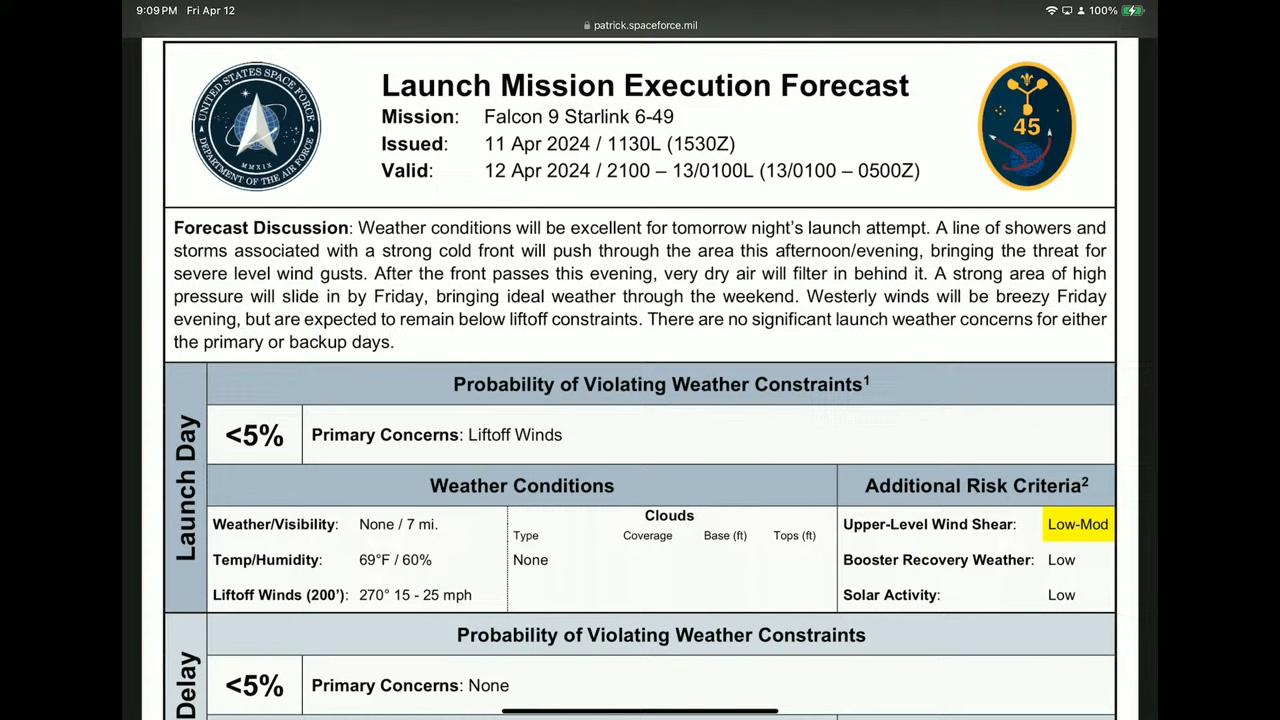 9:09 PM Fri Apr 12
100%
patrick.spaceforce.mil
UNITED STATES SPACE FORCE
DEPARTMENT OF THE AIR FORCE
MMXIX
Launch Mission Execution Forecast
Mission: Falcon 9 Starlink 6-49
Issued: 11 Apr 2024 / 1130L (1530Z)
Valid: 12 Apr 2024 / 2100 – 13/0100L (13/0100 – 0500Z)
45
Forecast Discussion: Weather conditions will be excellent for tomorrow night’s launch attempt. A line of showers and
storms associated with a strong cold front will push through the area this afternoon/evening, bringing the threat for
severe level wind gusts. After the front passes this evening, very dry air will filter in behind it. A strong area of high
pressure will slide in by Friday, bringing ideal weather through the weekend. Westerly winds will be breezy Friday
evening, but are expected to remain below liftoff constraints. There are no significant launch weather concerns for either
the primary or backup days.
Launch Day
Probability of Violating Weather Constraints¹
<5%
Primary Concerns: Liftoff Winds
Weather Conditions
Weather/Visibility: None / 7 mi.
Temp/Humidity: 69°F / 60%
Liftoff Winds (200’): 270° 15 - 25 mph
Clouds
Type Coverage Base (ft) Tops (ft)
None
Additional Risk Criteria²
Upper-Level Wind Shear: Low-Mod
Booster Recovery Weather: Low
Solar Activity: Low
Delay
Probability of Violating Weather Constraints
<5%
Primary Concerns: None